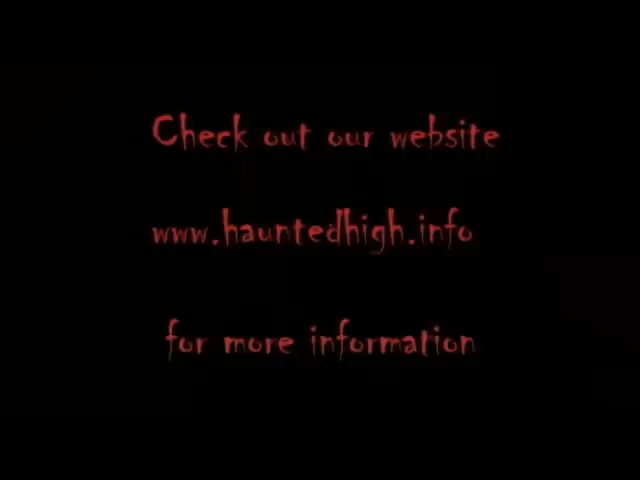 Check out our website
www.hauntedhigh.info
for more information